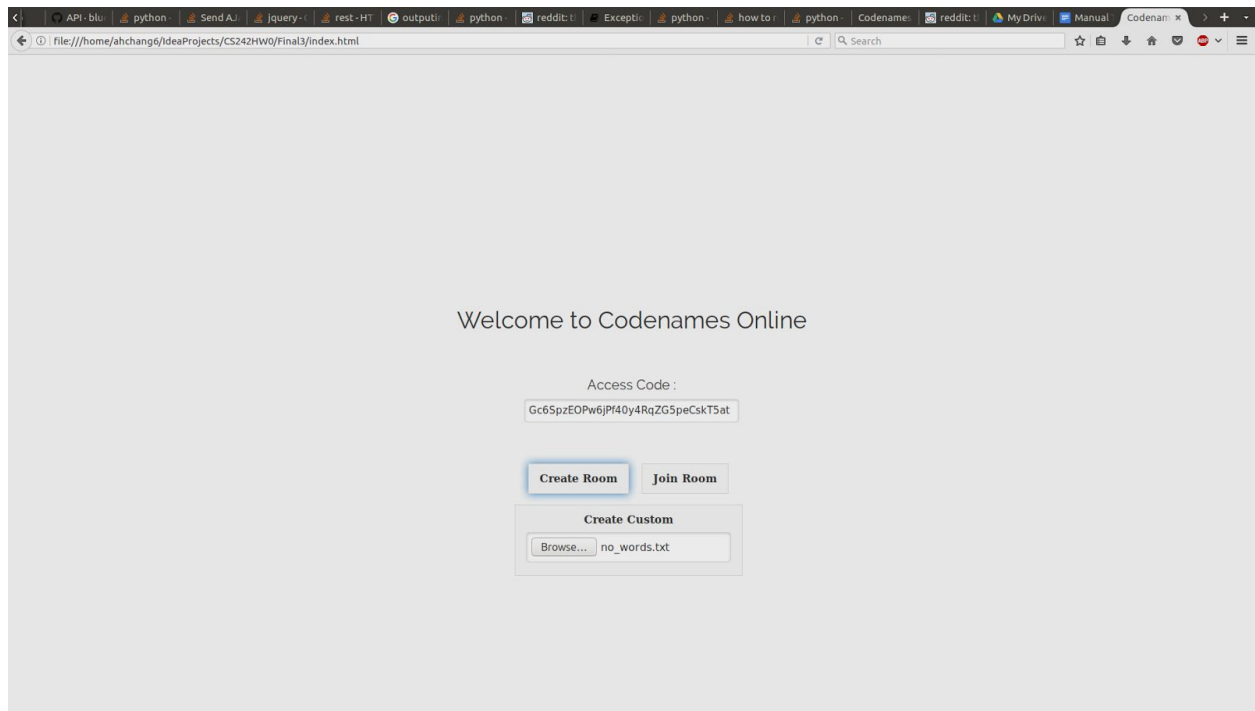 API - blu python - Send AJ. jquery - rest - HT outputir python - reddit: t Exceptic python - how to r python - Codenames reddit: t My Drive Manual Codenam
file:///home/ahchang6/IdeaProjects/CS242HW0/Final3/index.html Search
Welcome to Codenames Online
Access Code :
Gc6SpzEOPw6jPf40y4RqZG5peCskT5at
Create Room Join Room
Create Custom
Browse... no_words.txt